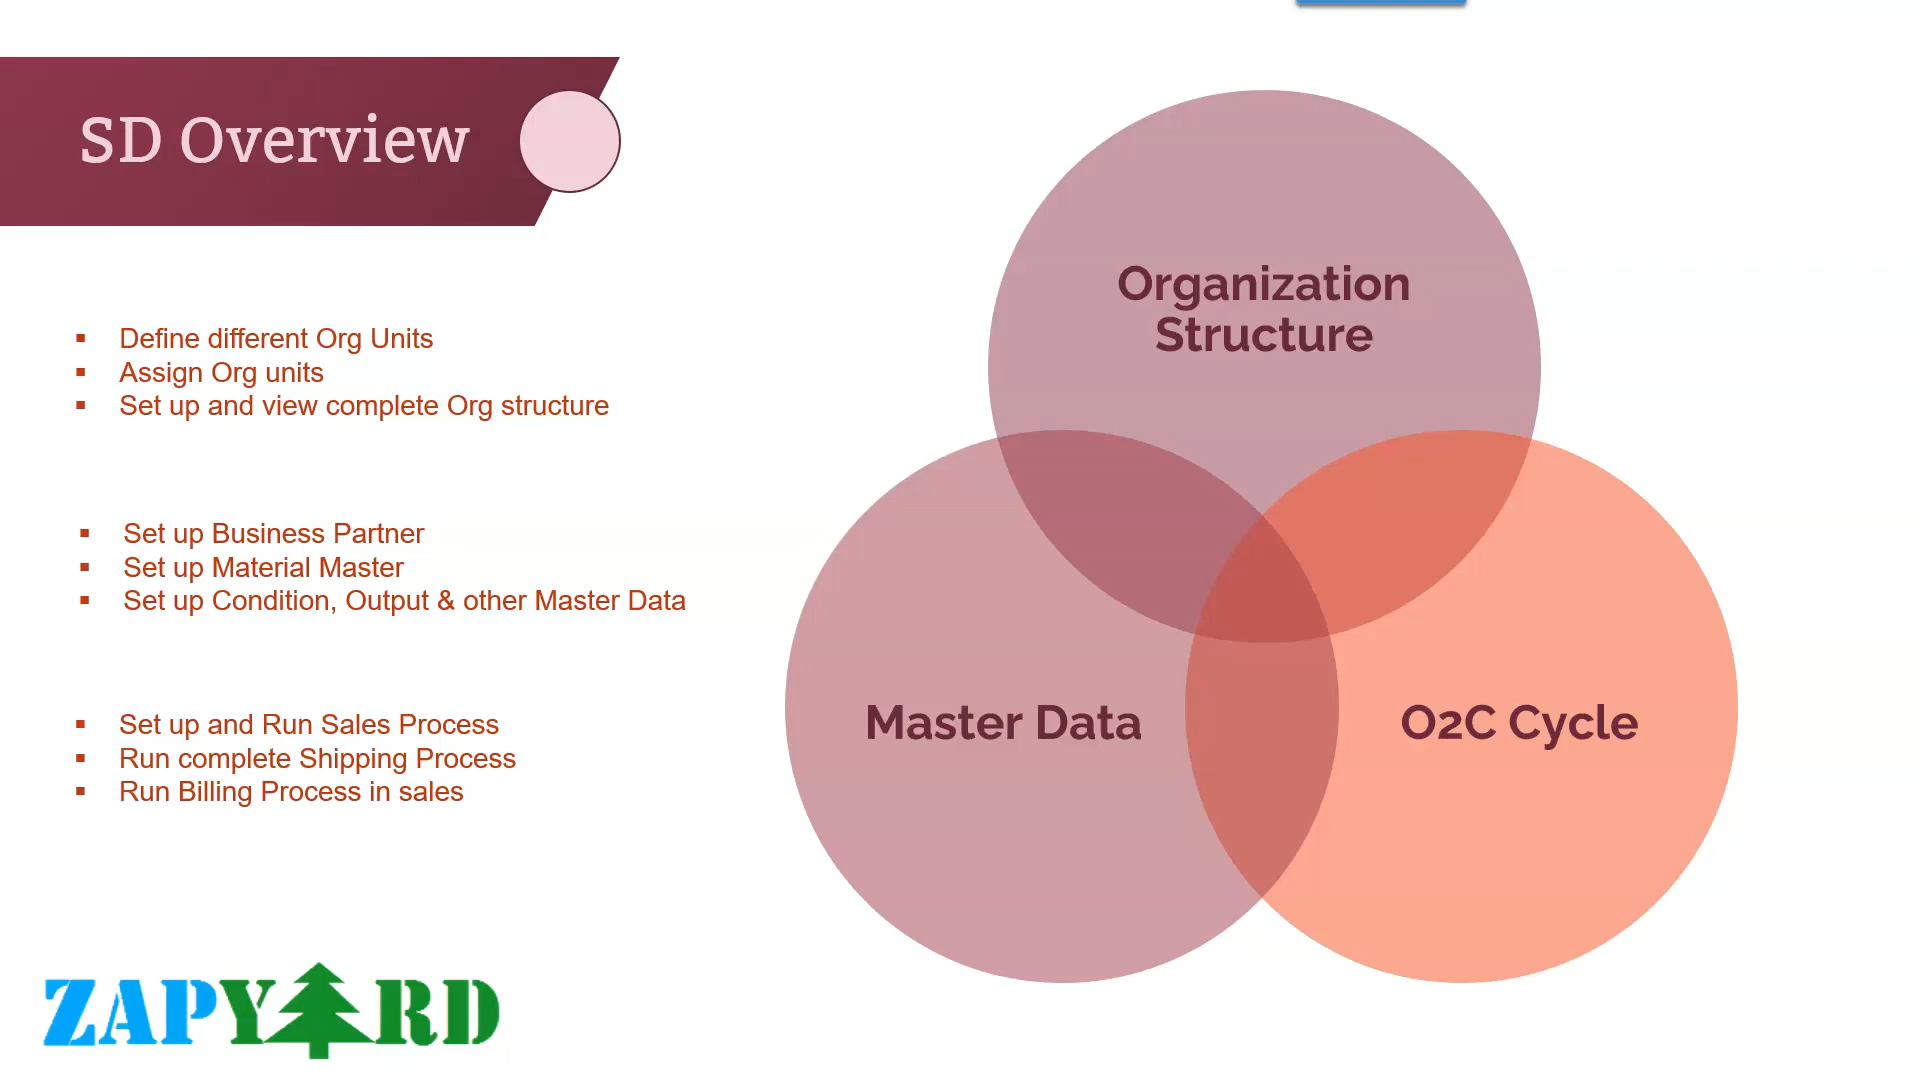 SD Overview
Define different Org Units
Assign Org units
Set up and view complete Org structure
Set up Business Partner
Set up Material Master
Set up Condition, Output & other Master Data
Set up and Run Sales Process
Run complete Shipping Process
Run Billing Process in sales
Organization
Structure
Master Data
O2C Cycle
ZAPYARD